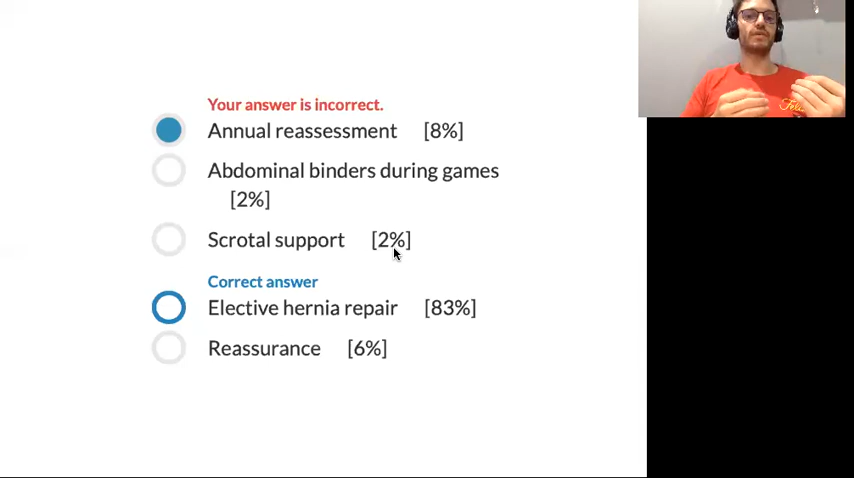 Your answer is incorrect.
Annual reassessment [8%]
Abdominal binders during games
[2%]
Scrotal support [2%]
Correct answer
Elective hernia repair [83%]
Reassurance [6%]